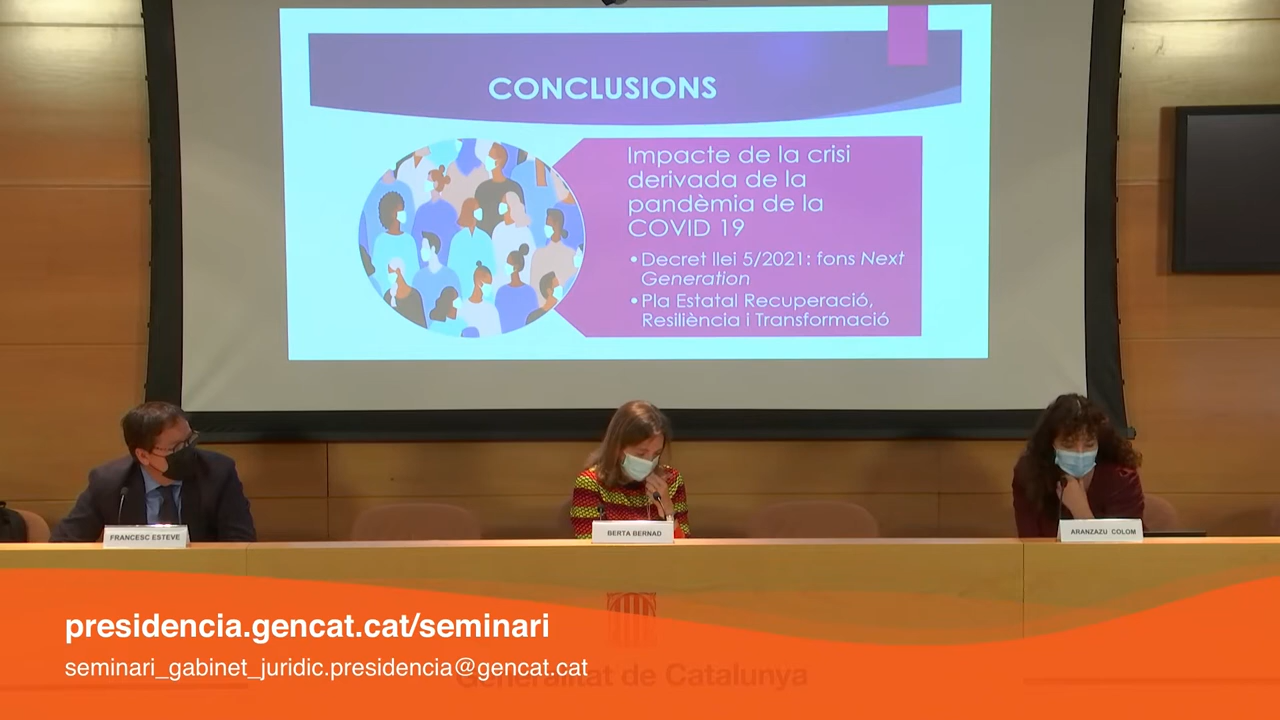 CONCLUSIONS
Impacte de la crisi
derivada de la
pandèmia de la
COVID 19
•Decret llei 5/2021: fons Next
Generation
•Pla Estatal Recuperació,
Resiliència i Transformació
FRANCESC ESTEVE
BERTA BERNAD
ARANZAZU COLOM
presidencia.gencat.cat/seminari
seminari_gabinet_juridic.presidencia@gencat.cat
Generalitat de Catalunya